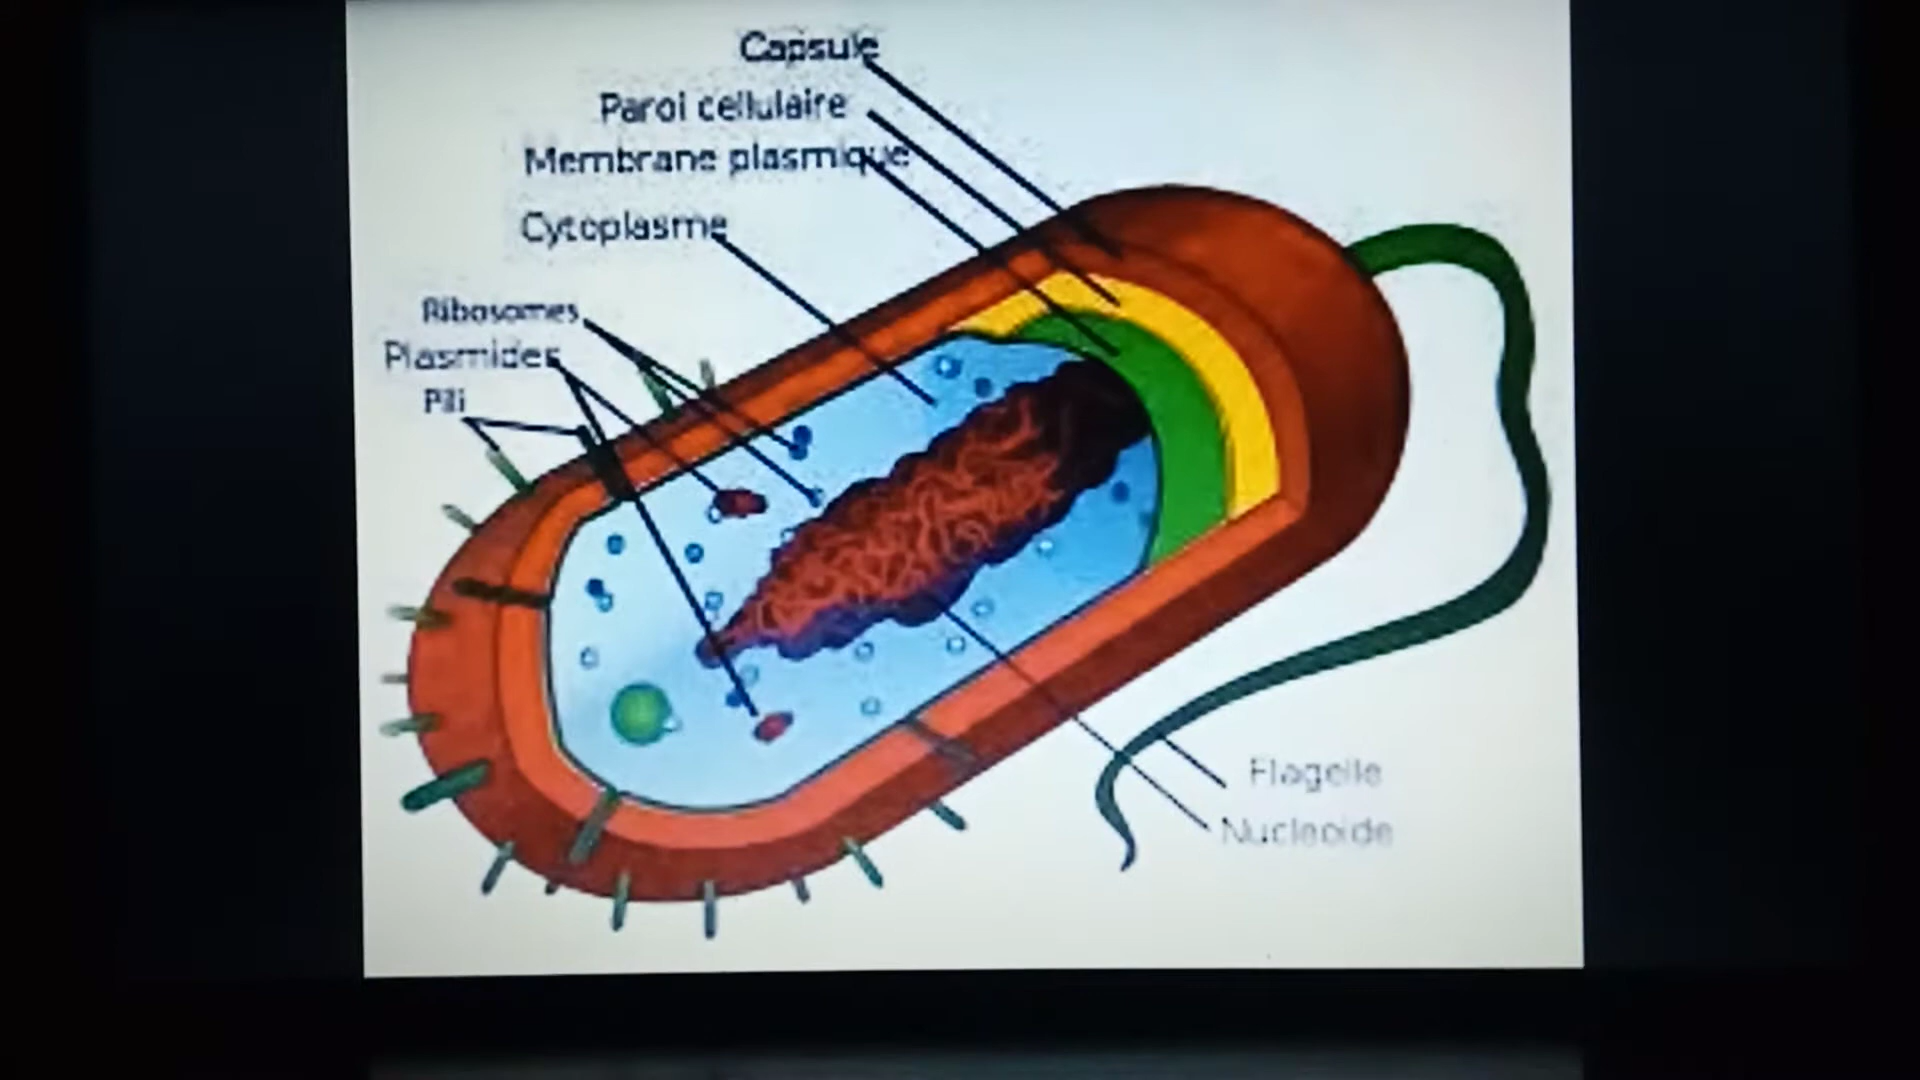 Capsule
Paroi cellulaire
Membrane plasmique
Cytoplasme
Ribosomes
Plasmides
Pili
Flagelle
Nucleoide